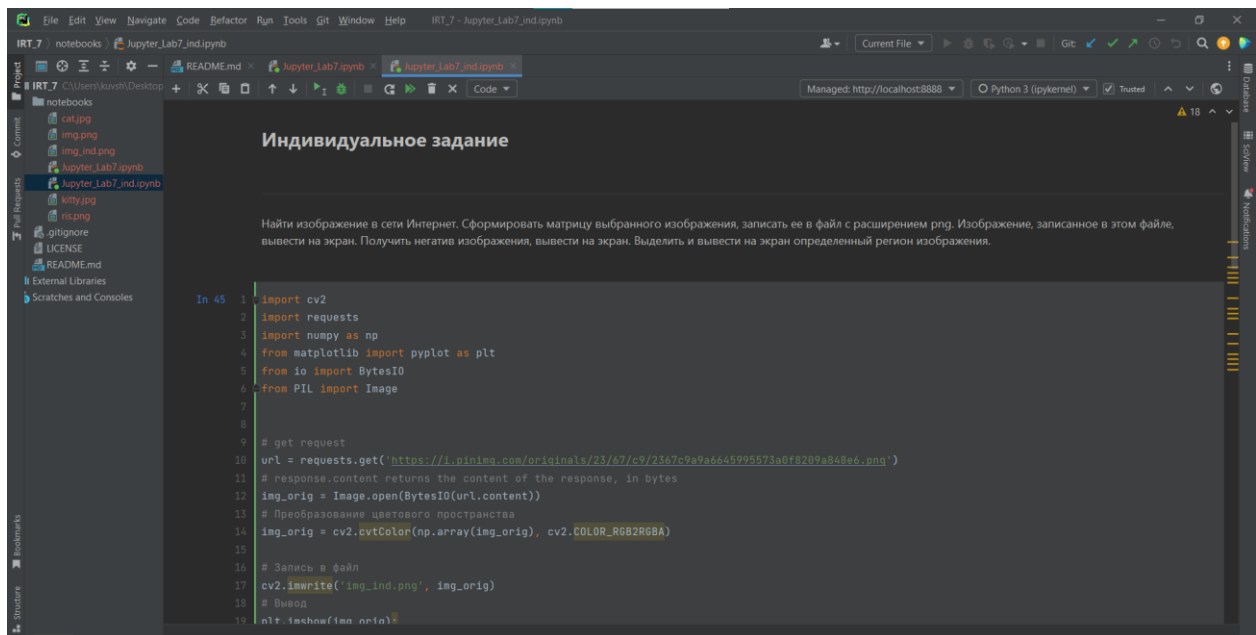 File Edit View Navigate Code Refactor Run Tools Git Window Help IRT_7 - Jupyter_Lab7_ind.ipynb
IRT_7 notebooks Jupyter_Lab7_ind.ipynb Current File Git:
Project README.md Jupyter_Lab7.ipynb Jupyter_Lab7_ind.ipynb
IRT_7 C:\Users\kuvsh\Desktop Code Managed: http://localhost:8888 Python 3 (ipykernel) Trusted
notebooks
18
cat.jpg
img.png
img_ind.png
Jupyter_Lab7.ipynb
Jupyter_Lab7_ind.ipynb
kitty.jpg
ris.png
.gitignore
LICENSE
README.md
External Libraries
Scratches and Consoles
Commit
Pull Requests
Bookmarks
Structure
Database
SciView
Notifications
Индивидуальное задание
Найти изображение в сети Интернет. Сформировать матрицу выбранного изображения, записать ее в файл с расширением png. Изображение, записанное в этом файле,
вывести на экран. Получить негатив изображения, вывести на экран. Выделить и вывести на экран определенный регион изображения.
In 45 1 import cv2
2 import requests
3 import numpy as np
4 from matplotlib import pyplot as plt
5 from io import BytesIO
6 from PIL import Image
7
8
9 # get request
10 url = requests.get('https://i.pinimg.com/originals/23/67/c9/2367c9a9a6645995573a0f8209a848e6.png')
11 # response.content returns the content of the response, in bytes
12 img_orig = Image.open(BytesIO(url.content))
13 # Преобразование цветового пространства
14 img_orig = cv2.cvtColor(np.array(img_orig), cv2.COLOR_RGB2RGBA)
15
16 # Запись в файл
17 cv2.imwrite('img_ind.png', img_orig)
18 # Вывод
19 plt.imshow(img_orig);